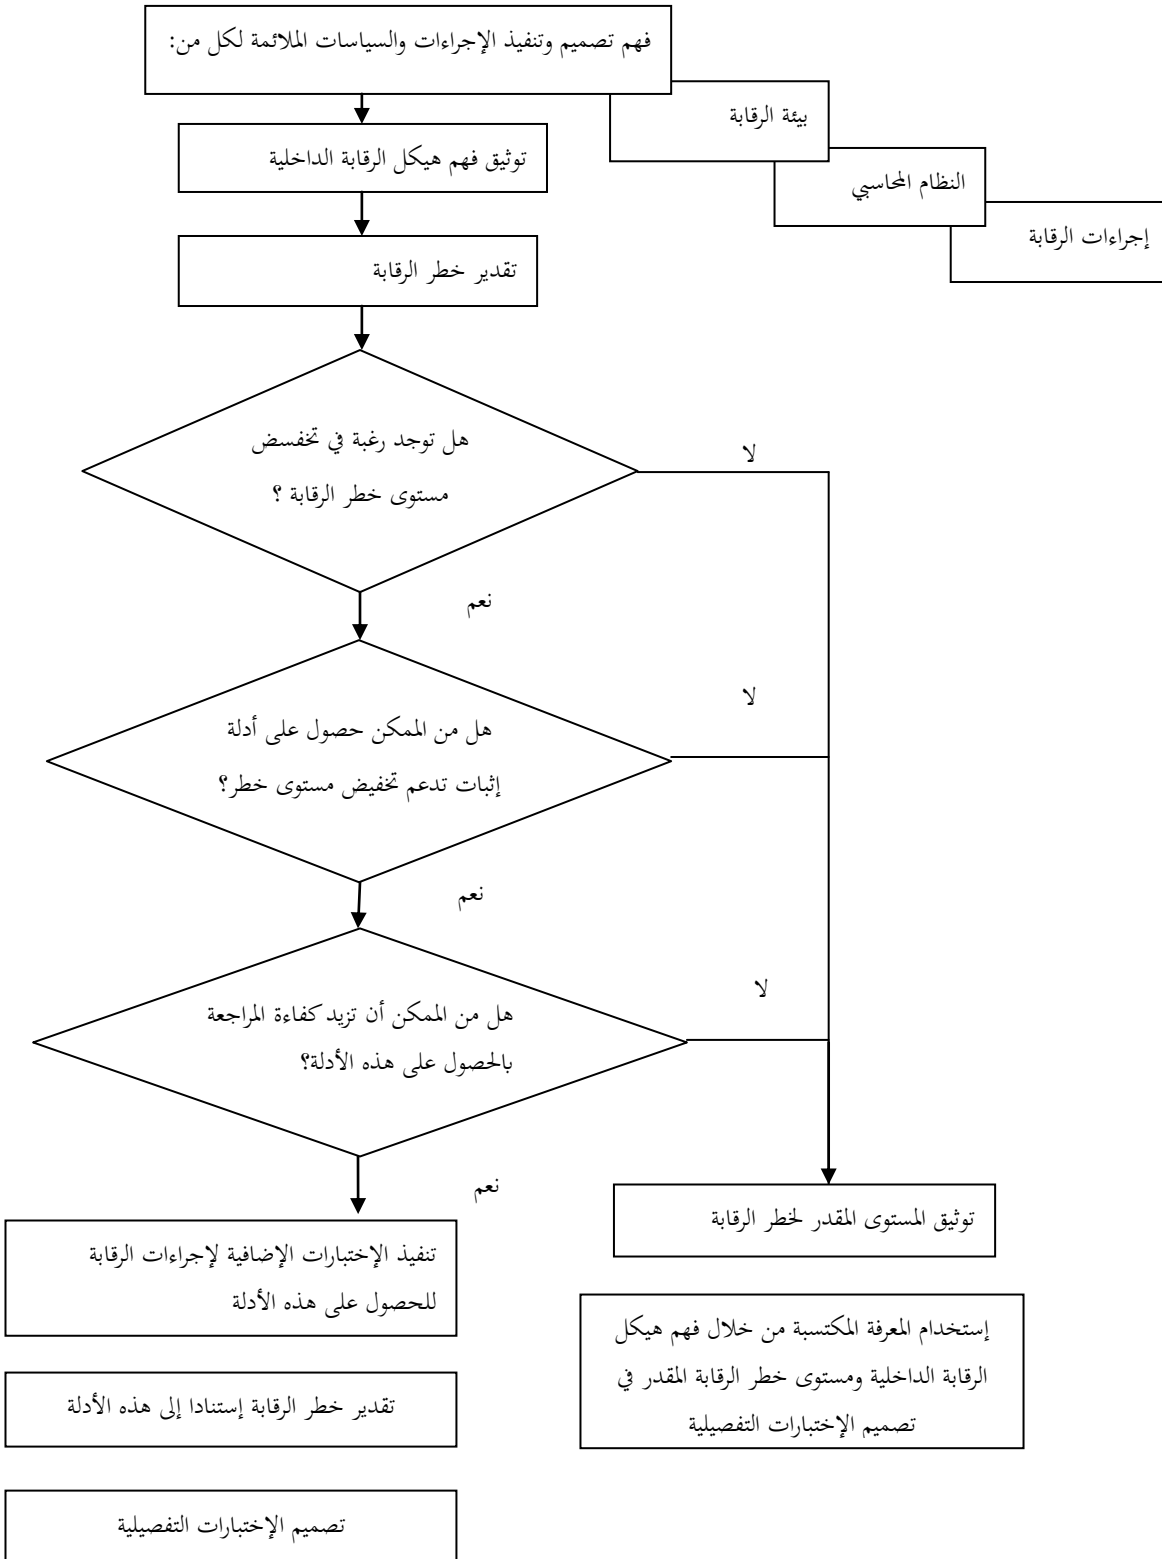 فهم تصميم وتنفيذ الإجراءات والسياسات الملائمة لكل من:
بيئة الرقابة
النظام المحاسبي
إجراءات الرقابة
توثيق فهم هيكل الرقابة الداخلية
تقدير خطر الرقابة
هل توجد رغبة في تخفسض
مستوى خطر الرقابة ؟
لا
نعم
هل من الممكن حصول على أدلة
إثبات تدعم تخفيض مستوى خطر؟
لا
نعم
هل من الممكن أن تزيد كفاءة المراجعة
بالحصول على هذه الأدلة؟
لا
نعم
توثيق المستوى المقدر لخطر الرقابة
تنفيذ الإختبارات الإضافية لإجراءات الرقابة
للحصول على هذه الأدلة
إستخدام المعرفة المكتسبة من خلال فهم هيكل
الرقابة الداخلية ومستوى خطر الرقابة المقدر في
تصميم الإختبارات التفصيلية
تقدير خطر الرقابة إستنادا إلى هذه الأدلة
تصميم الإختبارات التفصيلية